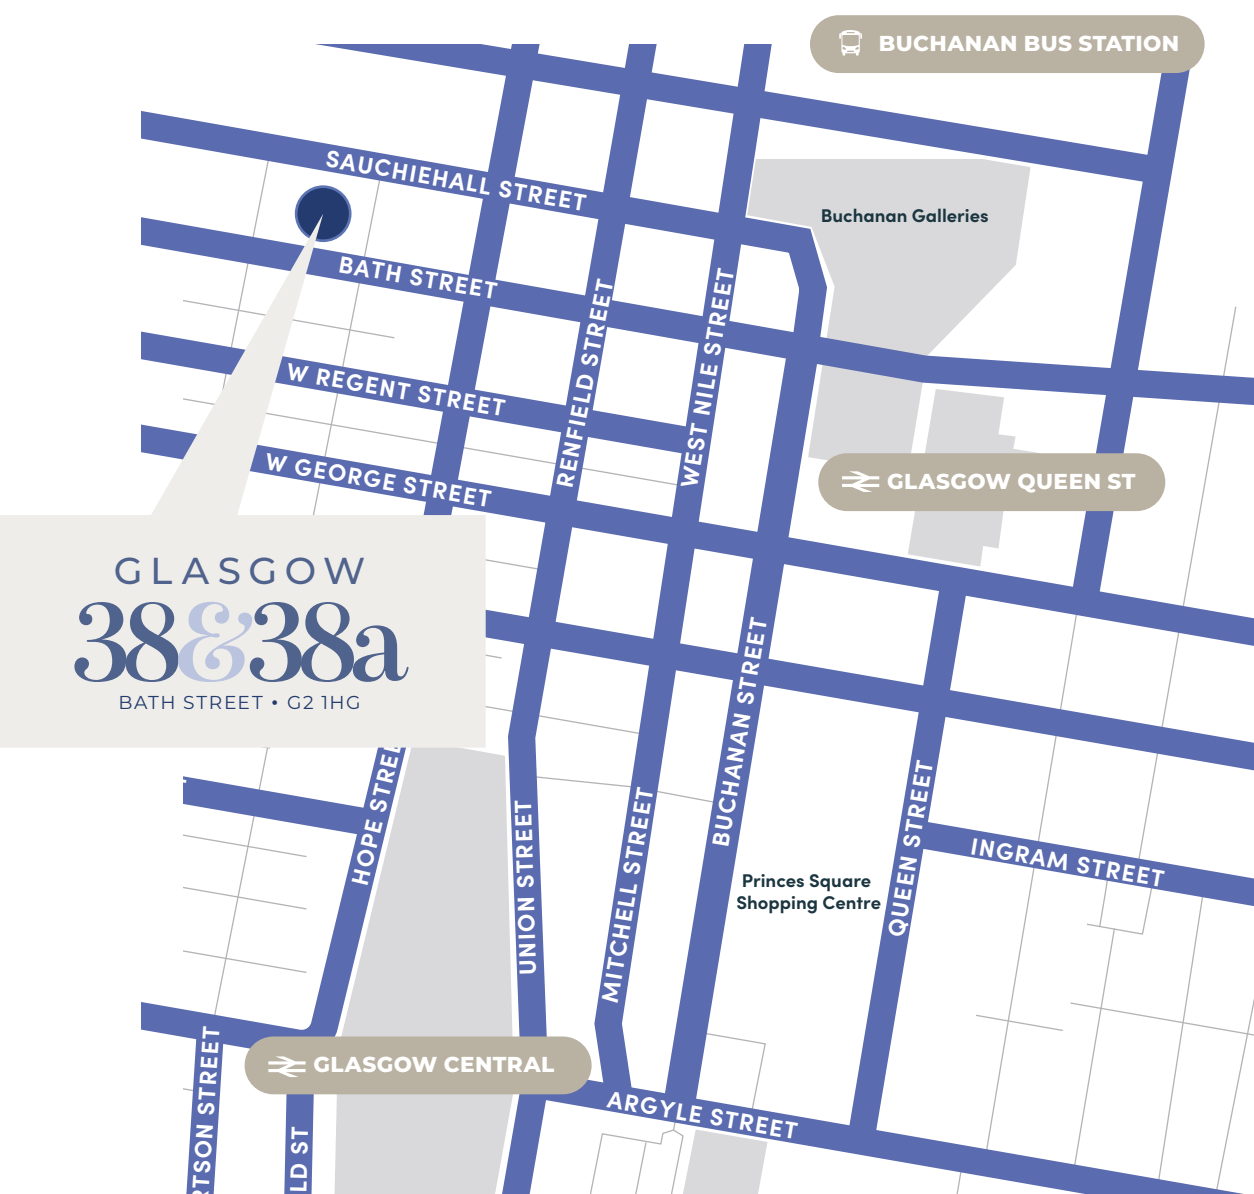 BUCHANAN BUS STATION
SAUCHIEHALL STREET
Buchanan Galleries
BATH STREET
RENFIELD STREET
WEST NILE STREET
W REGENT STREET
W GEORGE STREET
GLASGOW QUEEN ST
GLASGOW
38&38a
BATH STREET • G2 1HG
BUCHANAN STREET
HOPE STREE
UNION STREET
MITCHELL STREET
QUEEN STREET
INGRAM STREET
Princes Square
Shopping Centre
GLASGOW CENTRAL
RTSON STREET
LD ST
ARGYLE STREET